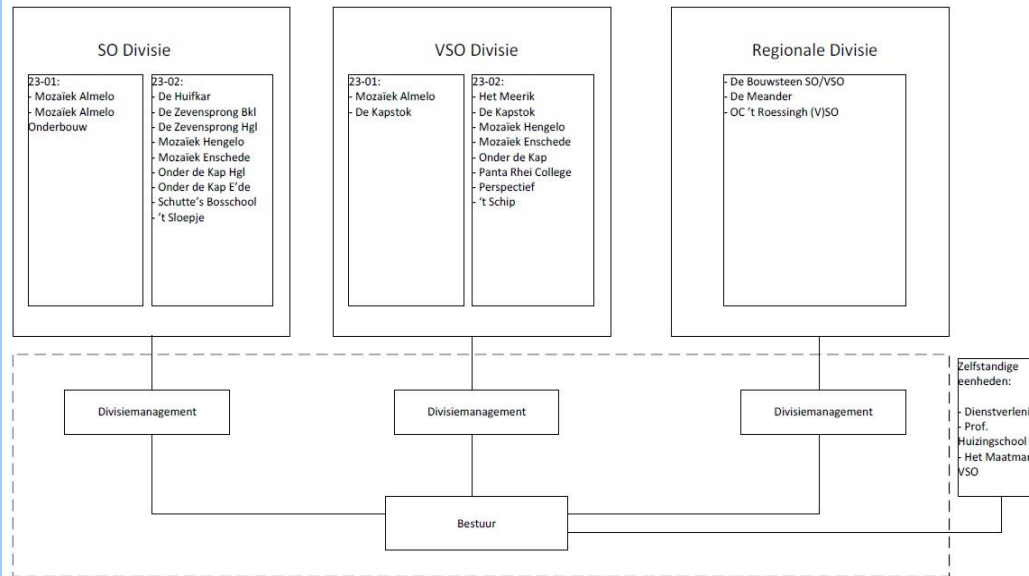 SO Divisie
23-01:
- Mozaïek Almelo
- Mozaïek Almelo
Onderbouw
23-02:
- De Huifkar
- De Zevensprong Bkl
- De Zevensprong Hgl
- Mozaïek Hengelo
- Mozaïek Enschede
- Onder de Kap Hgl
- Onder de Kap E'de
- Schutte's Bosschool
- 't Sloepje
VSO Divisie
23-01:
- Mozaïek Almelo
- De Kapstok
23-02:
- Het Meerik
- De Kapstok
- Mozaïek Hengelo
- Mozaïek Enschede
- Onder de Kap
- Panta Rhei College
- Perspectief
- 't Schip
Regionale Divisie
- De Bouwsteen SO/VSO
- De Meander
- OC 't Roessingh (V)SO
Divisiemanagement
Divisiemanagement
Divisiemanagement
Zelfstandige
eenheden:
-
- Prof.
Huizingschool
- Het
VSO
Bestuur